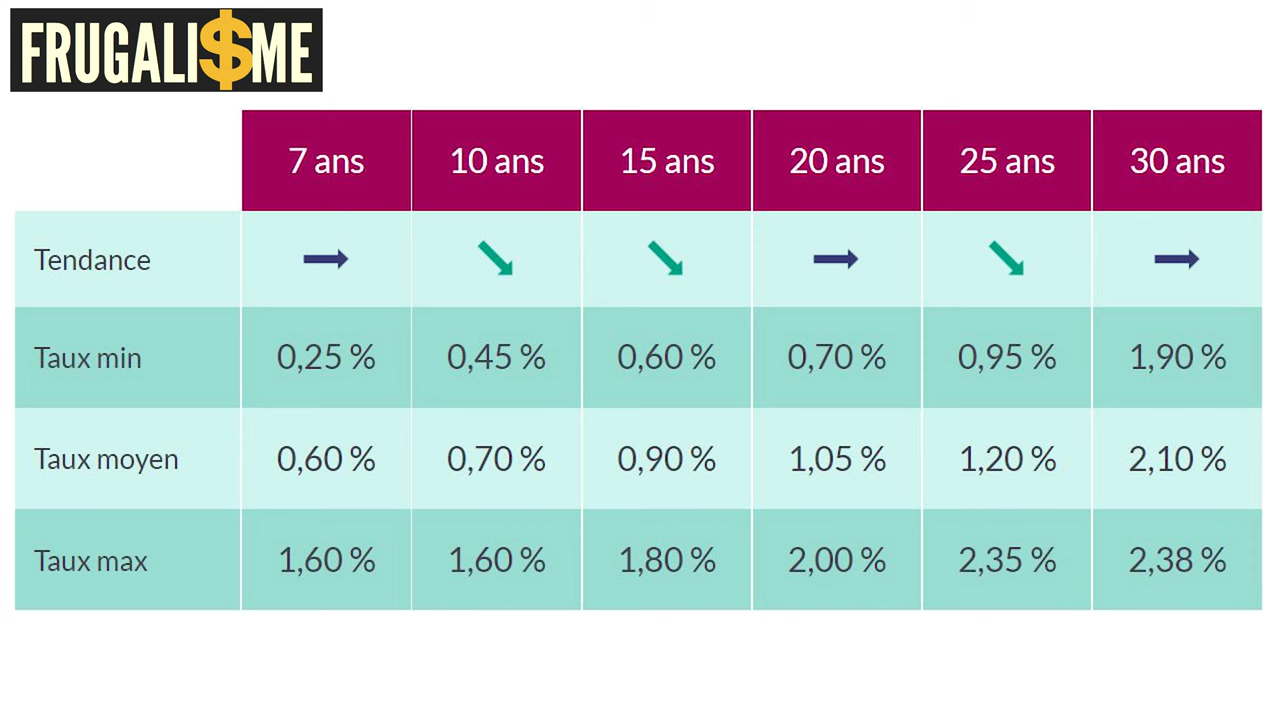 FRUGALI$ME
7 ans 10 ans 15 ans 20 ans 25 ans 30 ans
Tendance
Taux min 0,25 % 0,45 % 0,60 % 0,70 % 0,95 % 1,90 %
Taux moyen 0,60 % 0,70 % 0,90 % 1,05 % 1,20 % 2,10 %
Taux max 1,60 % 1,60 % 1,80 % 2,00 % 2,35 % 2,38 %